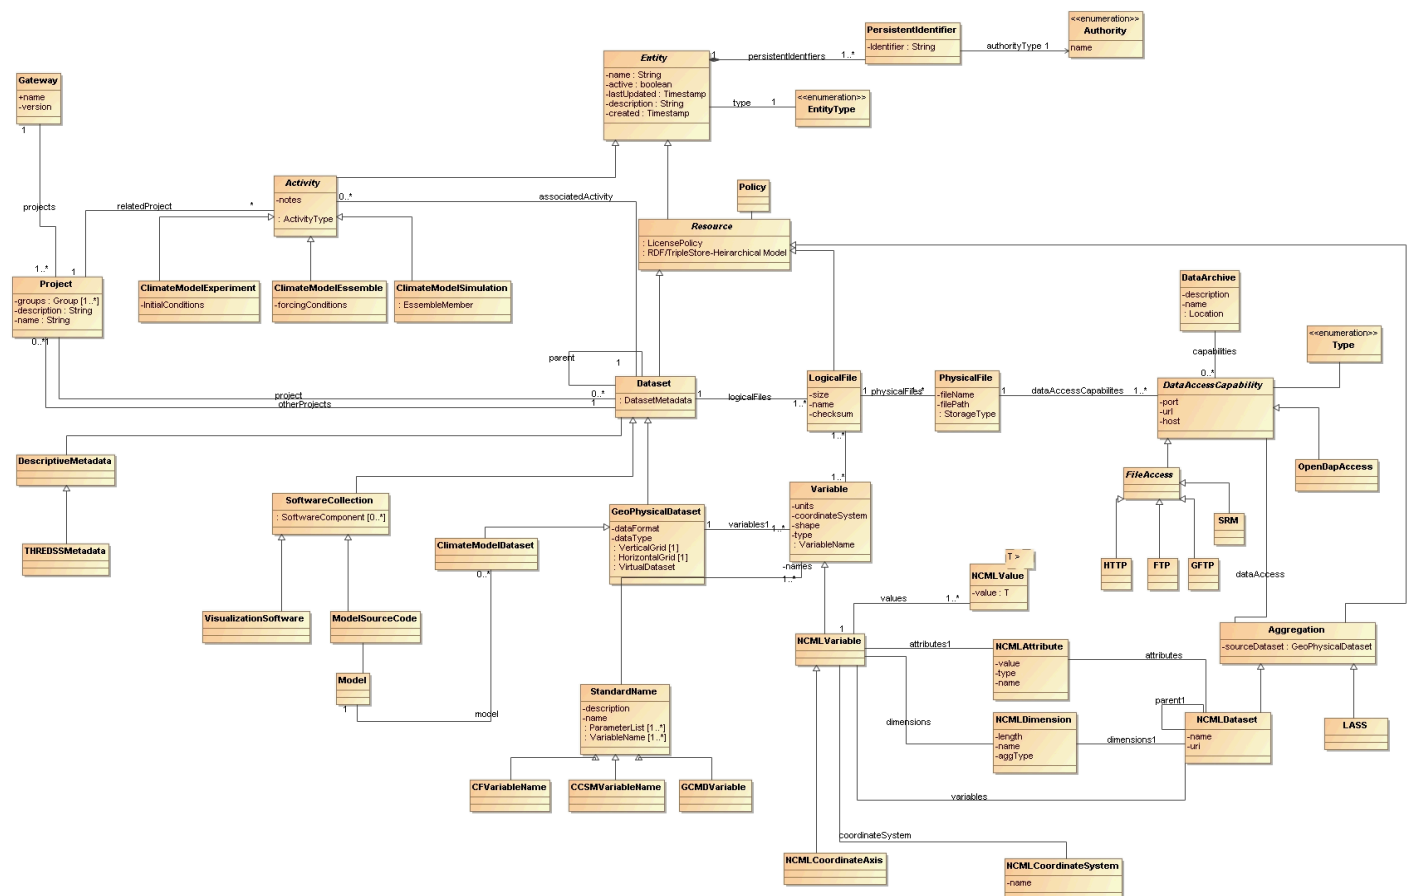 <<enumeration>>
Authority
name
PersistentIdentifier
-Identifier : String
authorityType 1
Entity
-name : String
-active : boolean
-lastUpdated : Timestamp
-description : String
-created : Timestamp
1
persistentIdentfiers
1..*
type
1
<<enumeration>>
EntityType
Gateway
+name
-version
1
projects
1..*
Activity
-notes
: ActivityType
0..*
associatedActivity
relatedProject
*
1
Policy
Resource
: LicensePolicy
: RDF/TripleStore-Heirarchical Model
Project
-groups : Group [1..*]
-description : String
-name : String
0..*
1
ClimateModelExperiment
-InitialConditions
ClimateModelEssemble
-forcingConditions
ClimateModelSimulation
: EssembleMember
DataArchive
-description
-name
: Location
capabilities
0..*
<<enumeration>>
Type
parent
1
Dataset
: DatasetMetadata
project
0..*
otherProjects
1
1
logicalFiles
1..*
LogicalFile
-size
-name
-checksum
1
physicalFiles
PhysicalFile
-fileName
-filePath
: StorageType
1
dataAccessCapabilites
1..*
DataAccessCapability
-port
-url
-host
1..*
1..*
DescriptiveMetadata
THREDSSMetadata
SoftwareCollection
: SoftwareComponent [0..*]
GeoPhysicalDataset
-dataFormat
-dataType
: VerticalGrid [1]
: HorizontalGrid [1]
: VirtualDataset
1
variables1
1..*
Variable
-units
-coordinateSystem
-shape
-type
: VariableName
-names
1..*
OpenDapAccess
FileAccess
SRM
HTTP
FTP
GFTP
dataAccess
ClimateModelDataset
0..*
T >
NCMLValue
-value : T
values
1..*
VisualizationSoftware
ModelSourceCode
NCMLVariable
1
attributes1
NCMLAttribute
-value
-type
-name
attributes
Aggregation
-sourceDataset : GeoPhysicalDataset
Model
1
model
StandardName
-description
-name
: ParameterList [1..*]
: VariableName [1..*]
dimensions
NCMLDimension
-length
-name
-aggType
dimensions1
parent1
NCMLDataset
-name
-uri
LASS
CFVariableName
CCSMVariableName
GCMDVariable
variables
coordinateSystem
NCMLCoordinateAxis
NCMLCoordinateSystem
-name